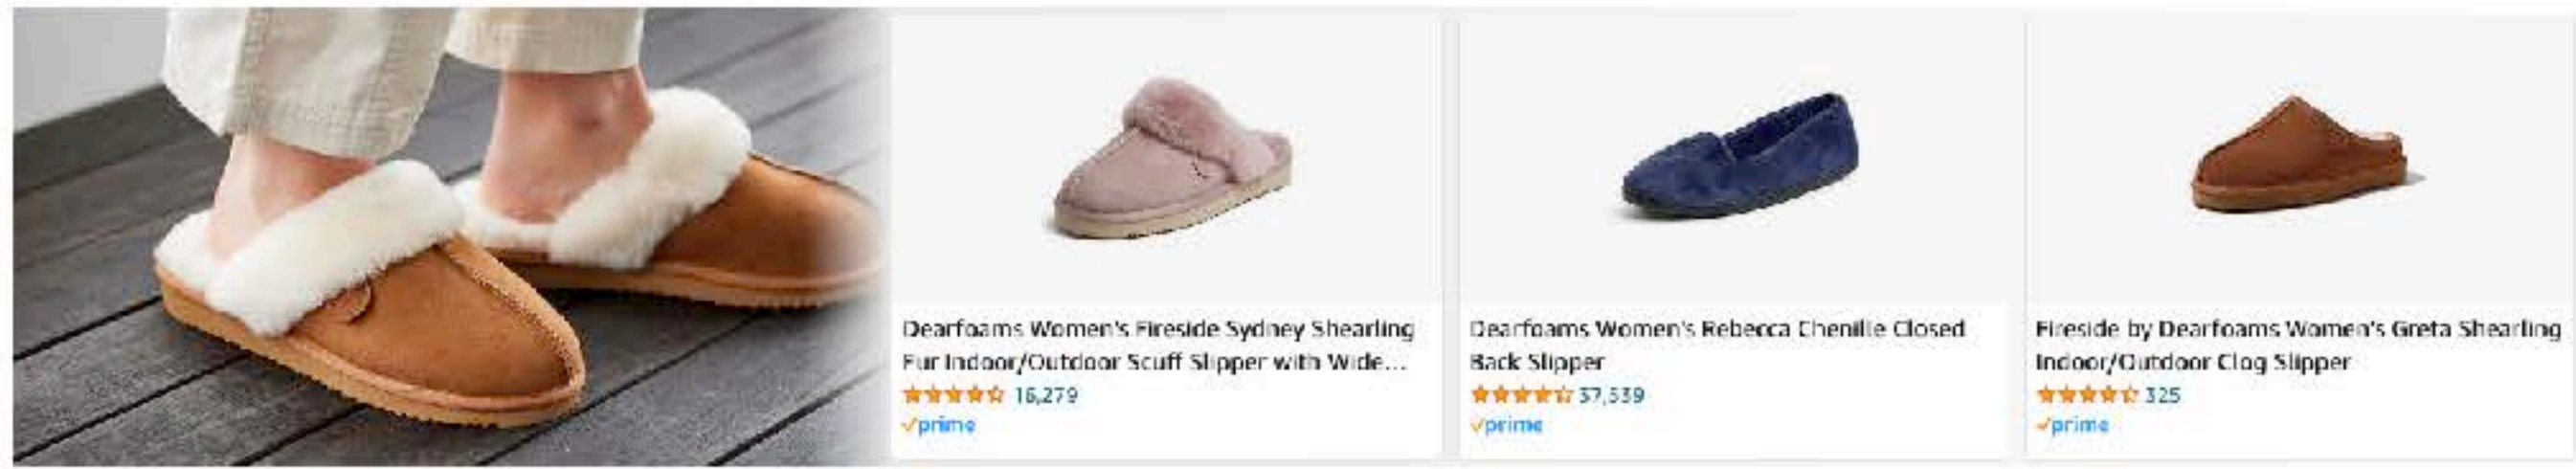 Dearfoams Women's Fireside Sydney Shearling
Fur Indoor/Outdoor Scuff Slipper with Wide...
16,279
prime
Dearfoams Women's Rebecca Chenille Closed
Back Slipper
37,539
prime
Fireside by Dearfoams Women's Greta Shearling
Indoor/Outdoor Clog Slipper
325
prime